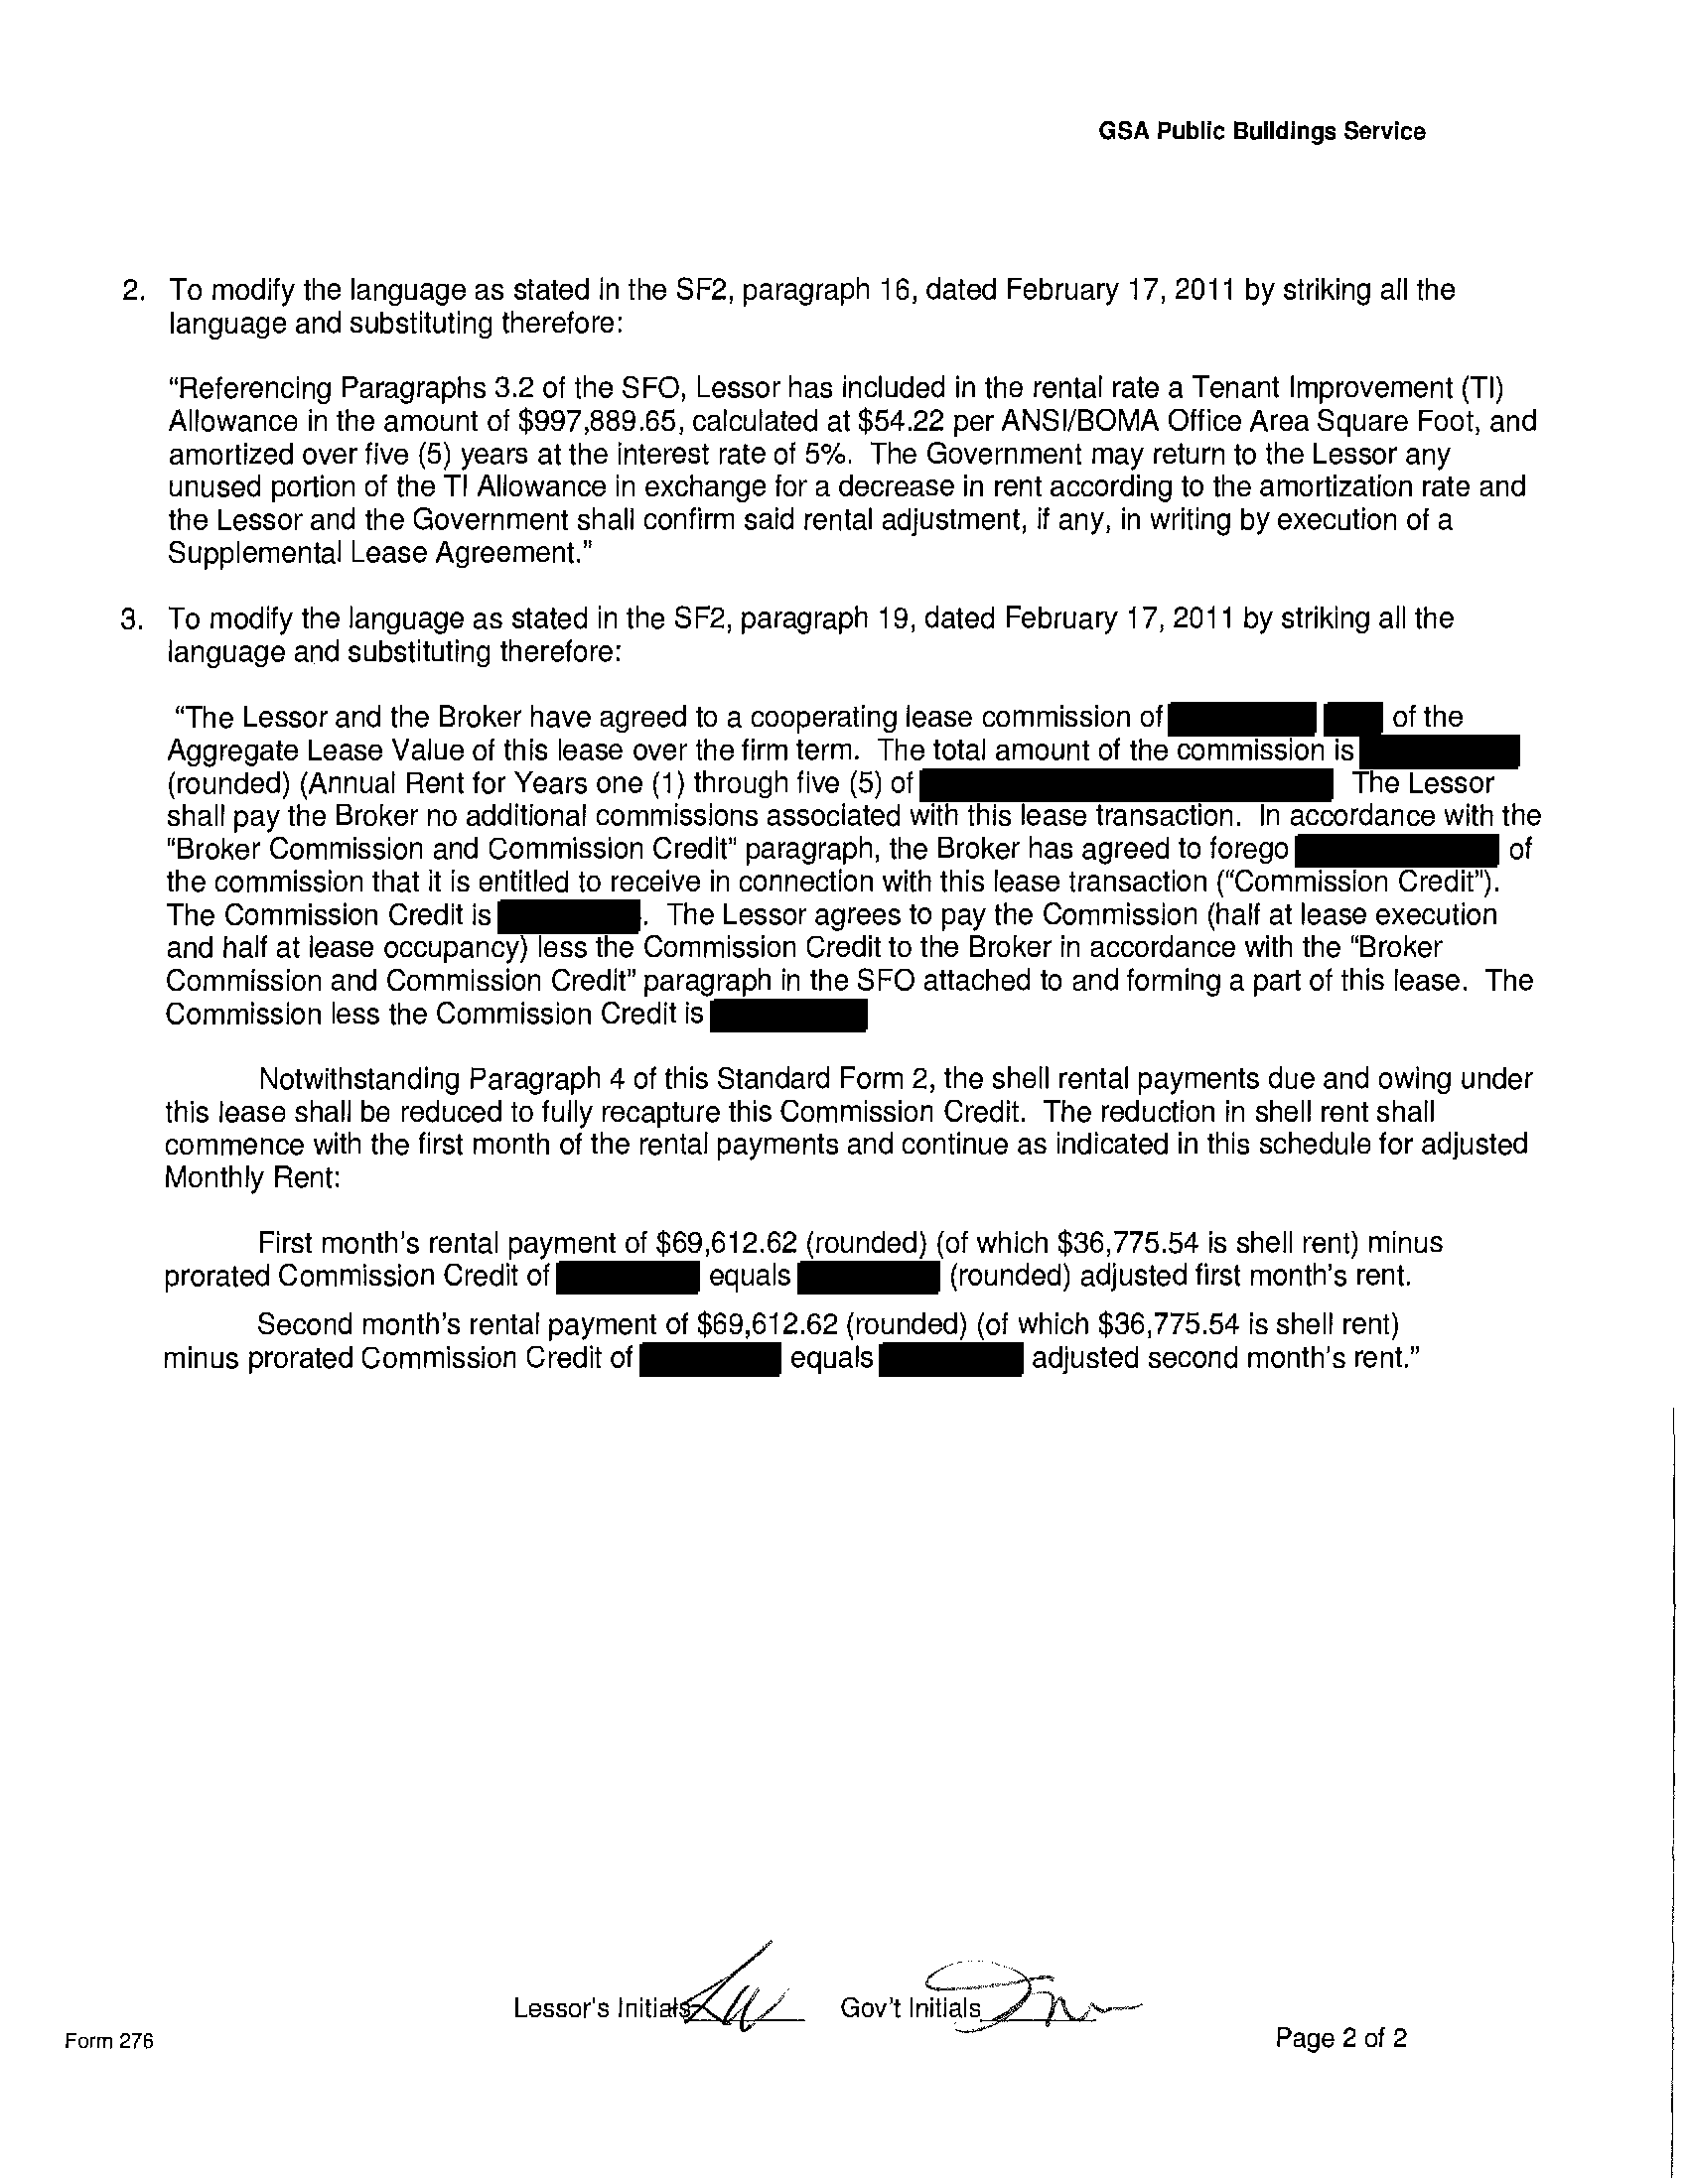 GSA Public Buildings Service
2. To modify the language as stated in the SF2, paragraph 16, dated February 17, 2011 by striking all the
language and substituting therefore:
“Referencing Paragraphs 3.2 of the SFO, Lessor has included in the rental rate a Tenant Improvement (TI)
Allowance in the amount of $997,889.65, calculated at $54.22 per ANSI/BOMA Office Area Square Foot, and
amortized over five (5) years at the interest rate of 5%. The Government may return to the Lessor any
unused portion of the TI Allowance in exchange for a decrease in rent according to the amortization rate and
the Lessor and the Government shall confirm said rental adjustment, if any, in writing by execution of a
Supplemental Lease Agreement.”
3. To modify the language as stated in the SF2, paragraph 19, dated February 17, 2011 by striking all the
language and substituting therefore:
“The Lessor and the Broker have agreed to a cooperating lease commission of of the
Aggregate Lease Value of this lease over the firm term. The total amount of the commission is
(rounded) (Annual Rent for Years one (1) through five (5) of The Lessor
shall pay the Broker no additional commissions associated with this lease transaction. In accordance with the
"Broker Commission and Commission Credit" paragraph, the Broker has agreed to forego of
the commission that it is entitled to receive in connection with this lease transaction (“Commission Credit”).
The Commission Credit is . The Lessor agrees to pay the Commission (half at lease execution
and half at lease occupancy) less the Commission Credit to the Broker in accordance with the “Broker
Commission and Commission Credit” paragraph in the SFO attached to and forming a part of this lease. The
Commission less the Commission Credit is
Notwithstanding Paragraph 4 of this Standard Form 2, the shell rental payments due and owing under
this lease shall be reduced to fully recapture this Commission Credit. The reduction in shell rent shall
commence with the first month of the rental payments and continue as indicated in this schedule for adjusted
Monthly Rent:
First month's rental payment of $69,612.62 (rounded) (of which $36,775.54 is shell rent) minus
prorated Commission Credit of equals (rounded) adjusted first month's rent.
Second month's rental payment of $69,612.62 (rounded) (of which $36,775.54 is shell rent)
minus prorated Commission Credit of equals adjusted second month's rent.”
Lessor's Initials Gov't Initials
Form 276
Page 2 of 2